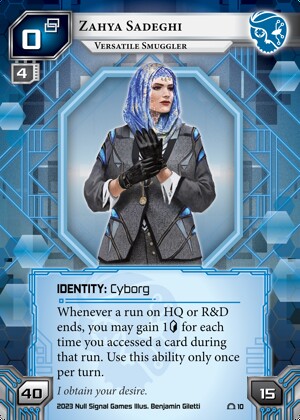 0
ZAHYA SADEGHI
VERSATILE SMUGGLER
4
IDENTITY: Cyborg
Whenever a run on HQ or R&D
ends, you may gain 1 for each
time you accessed a card during
that run. Use this ability only once
per turn.
I obtain your desire.
40
15
2023 Null Signal Games Illus. Benjamin Giletti
10